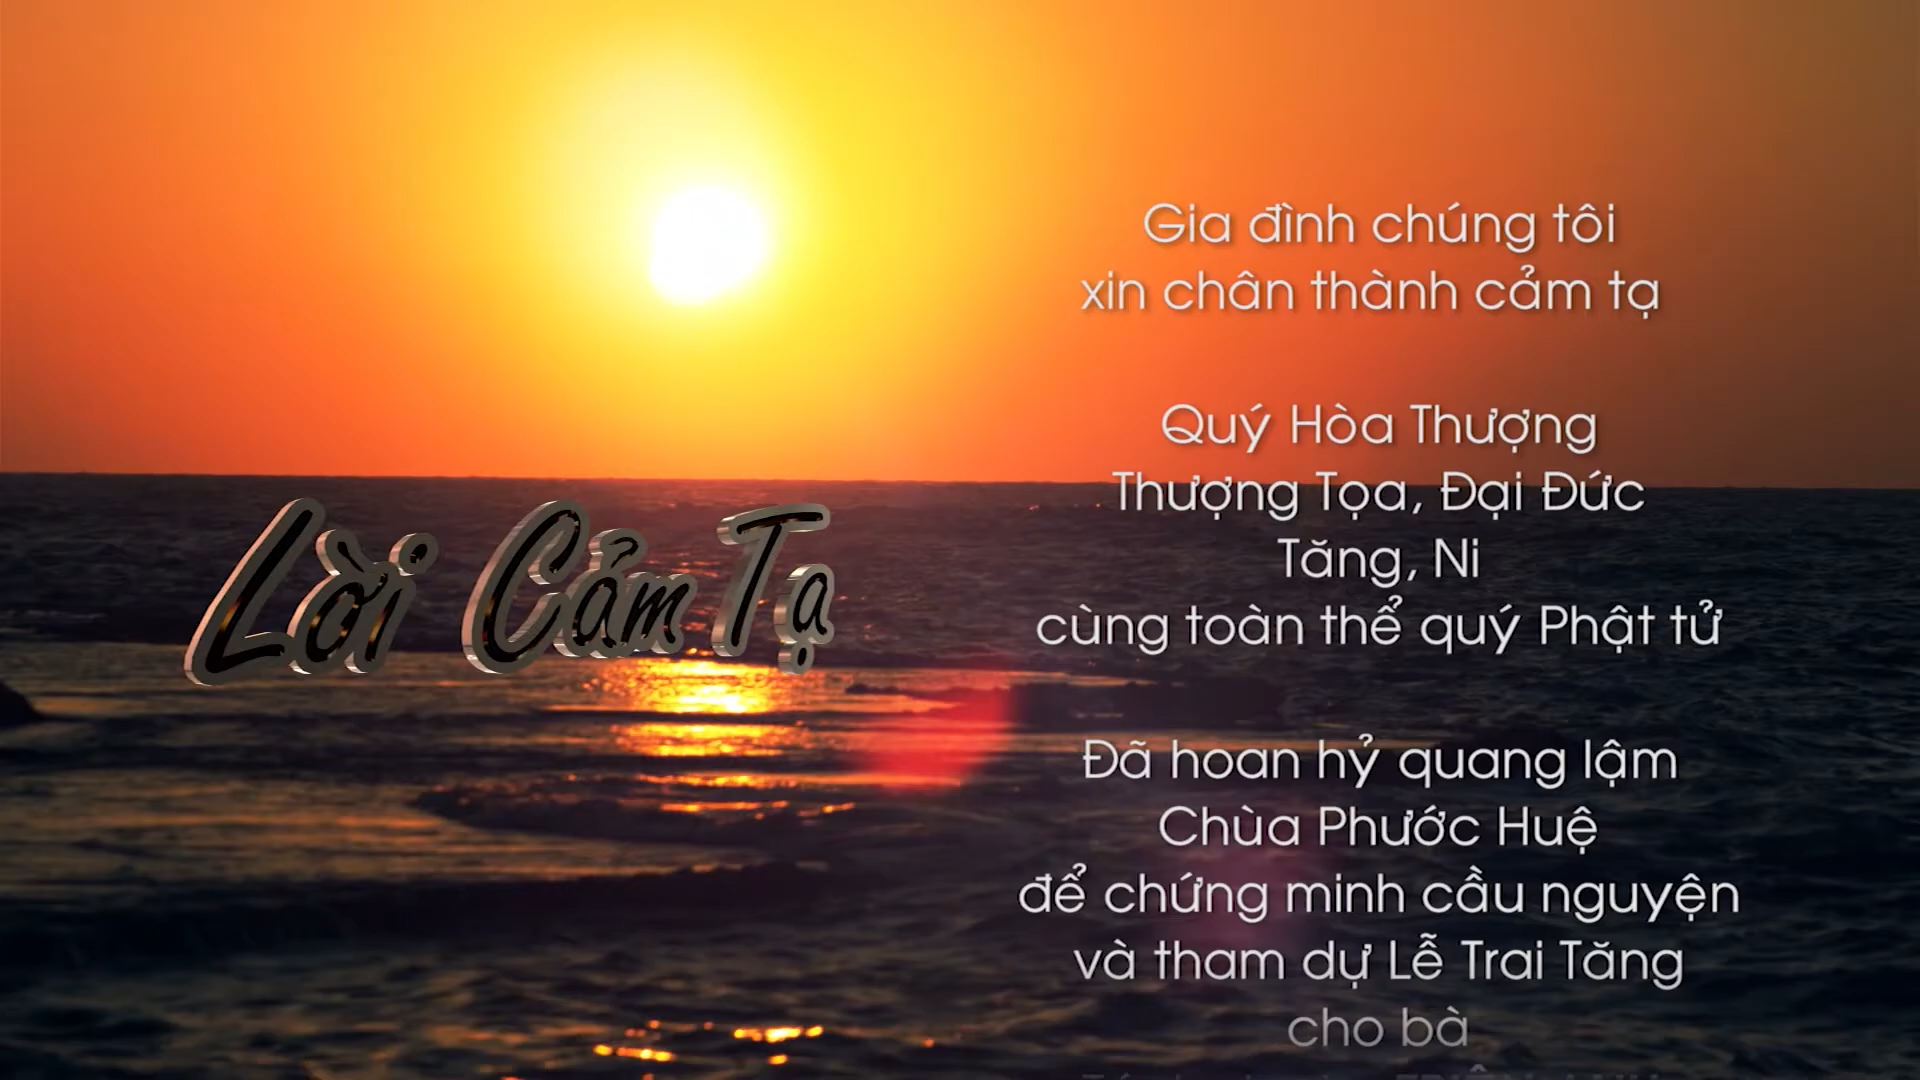 Lời Cảm Tạ
Gia đình chúng tôi
xin chân thành cảm tạ
Quý Hòa Thượng
Thượng Tọa, Đại Đức
Tăng, Ni
cùng toàn thể quý Phật tử
Đã hoan hỷ quang lậm
Chùa Phước Huệ
để chứng minh cầu nguyện
và tham dự Lễ Trai Tăng
cho bà